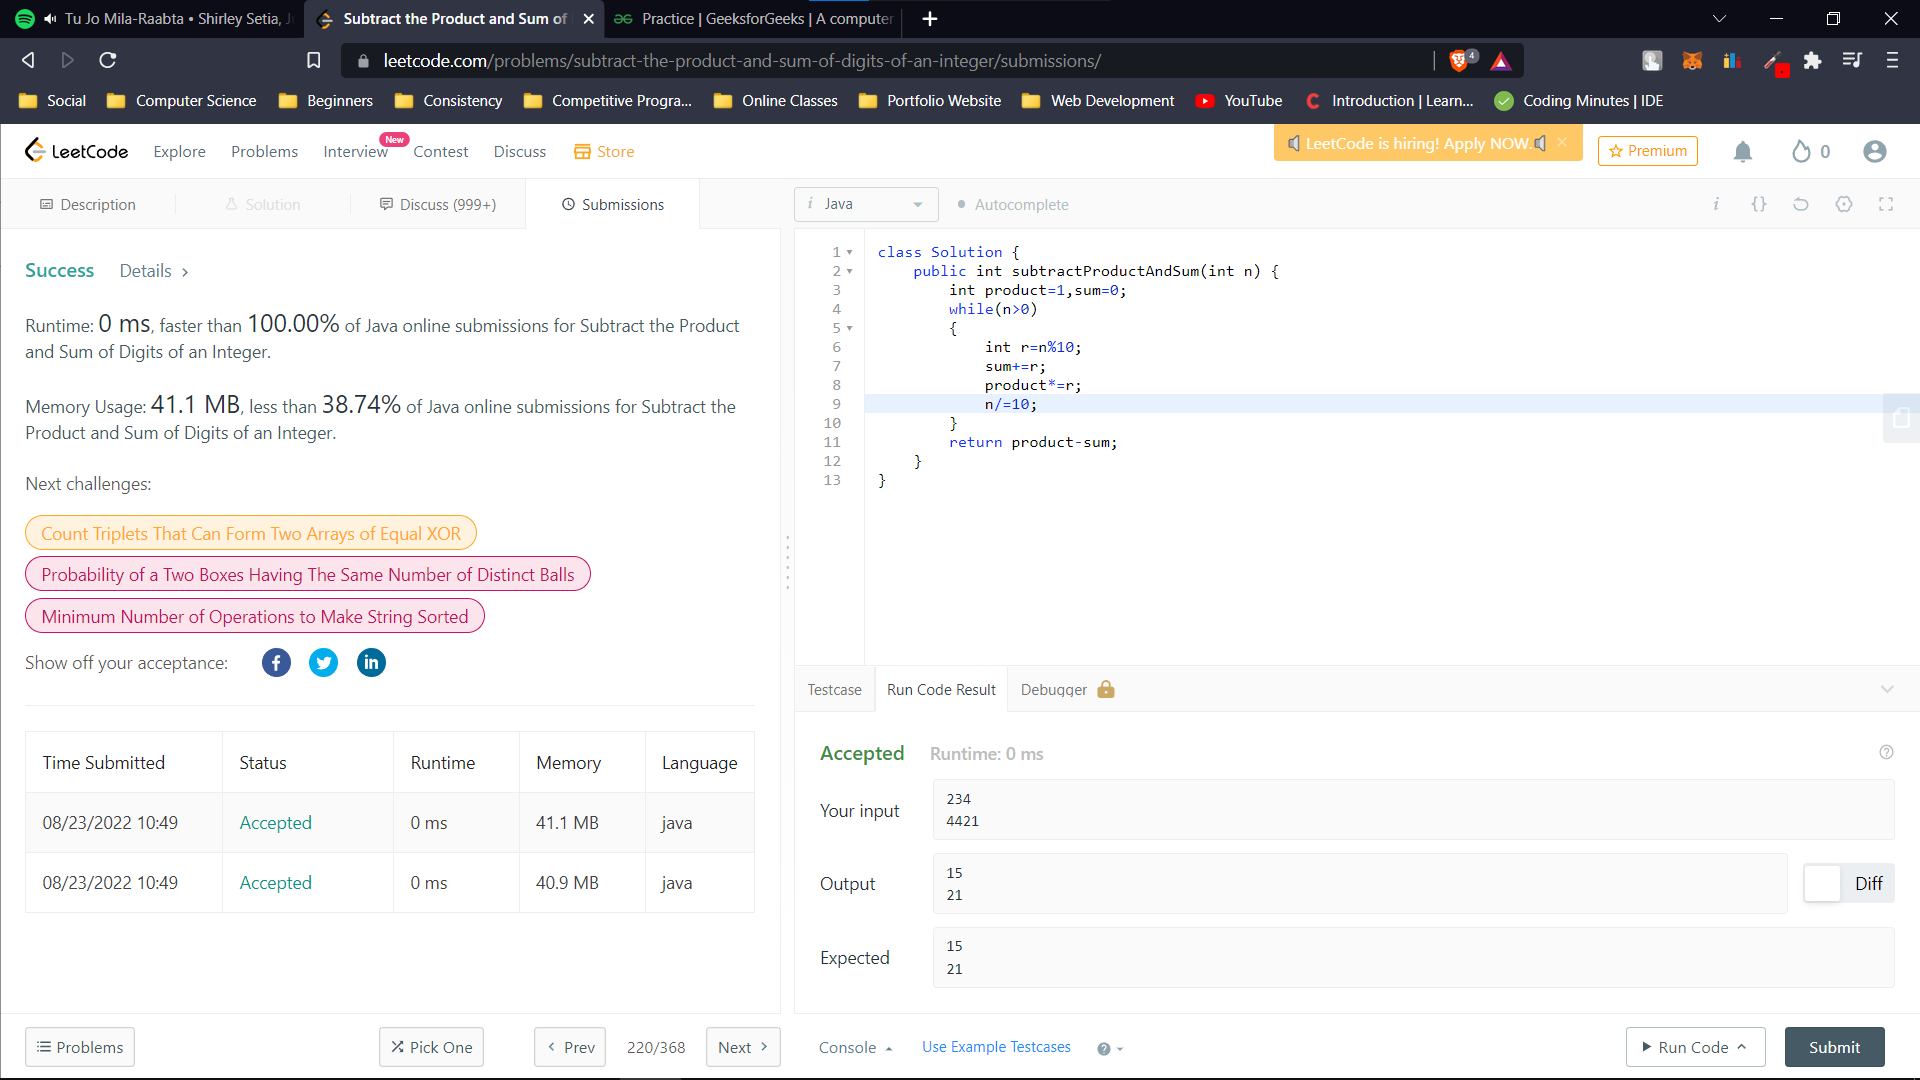 Tu Jo Mila-Raabta • Shirley Setia, J
Subtract the Product and Sum of
Practice | GeeksforGeeks | A computer
leetcode.com/problems/subtract-the-product-and-sum-of-digits-of-an-integer/submissions/
4
Social
Computer Science
Beginners
Consistency
Competitive Progra...
Online Classes
Portfolio Website
Web Development
YouTube
Introduction | Learn...
Coding Minutes | IDE
LeetCode
Explore
Problems
Interview
New
Contest
Discuss
Store
LeetCode is hiring! Apply NOW.
Premium
0
Description
Solution
Discuss (999+)
Submissions
Success
Details
Runtime: 0 ms, faster than 100.00% of Java online submissions for Subtract the Product
and Sum of Digits of an Integer.
Memory Usage: 41.1 MB, less than 38.74% of Java online submissions for Subtract the
Product and Sum of Digits of an Integer.
Next challenges:
Count Triplets That Can Form Two Arrays of Equal XOR
Probability of a Two Boxes Having The Same Number of Distinct Balls
Minimum Number of Operations to Make String Sorted
Show off your acceptance:
Time Submitted Status Runtime Memory Language
08/23/2022 10:49 Accepted 0 ms 41.1 MB java
08/23/2022 10:49 Accepted 0 ms 40.9 MB java
Problems
Pick One
Prev
220/368
Next
i Java
Autocomplete
i {}
1 class Solution {
2 public int subtractProductAndSum(int n) {
3 int product=1,sum=0;
4 while(n>0)
5 {
6 int r=n%10;
7 sum+=r;
8 product*=r;
9 n/=10;
10 }
11 return product-sum;
12 }
13 }
Testcase
Run Code Result
Debugger
Accepted
Runtime: 0 ms
Your input
234
4421
Output
15
21
Diff
Expected
15
21
Console
Use Example Testcases
Run Code
Submit